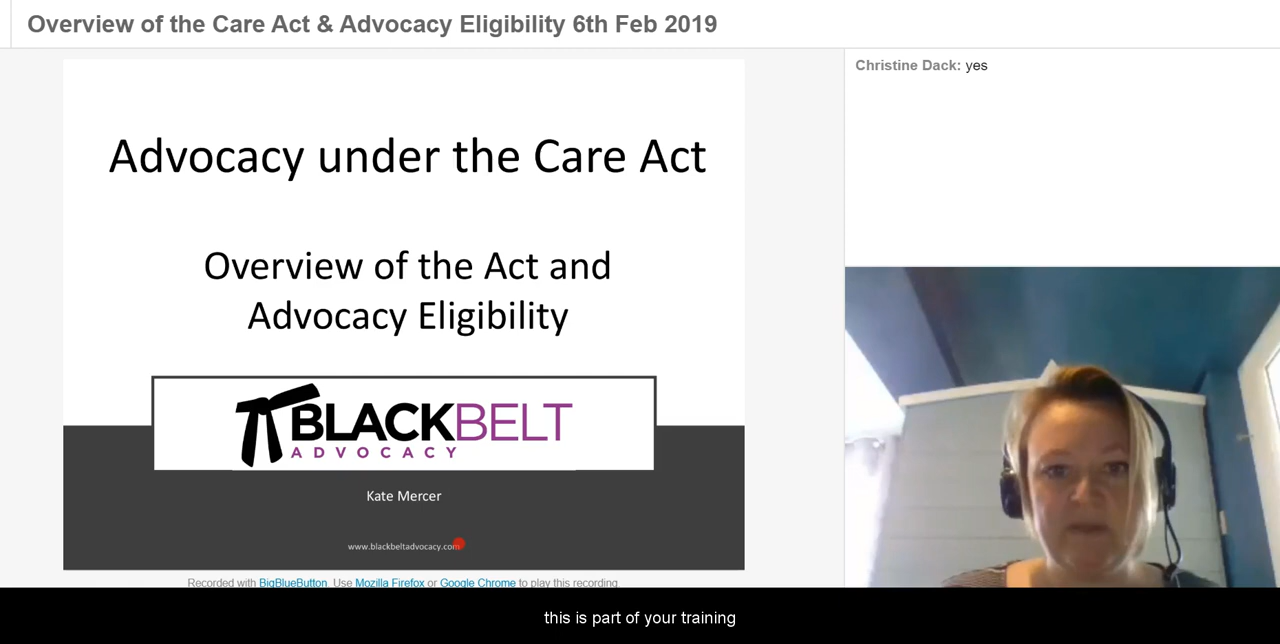 Overview of the Care Act & Advocacy Eligibility 6th Feb 2019
Advocacy under the Care Act
Overview of the Act and
Advocacy Eligibility
BLACKBELT
ADVOCACY
Kate Mercer
www.blackbeltadvocacy.com
Recorded with BigBlueButton. Use Mozilla Firefox or Google Chrome to play this recording.
Christine Dack: yes
this is part of your training